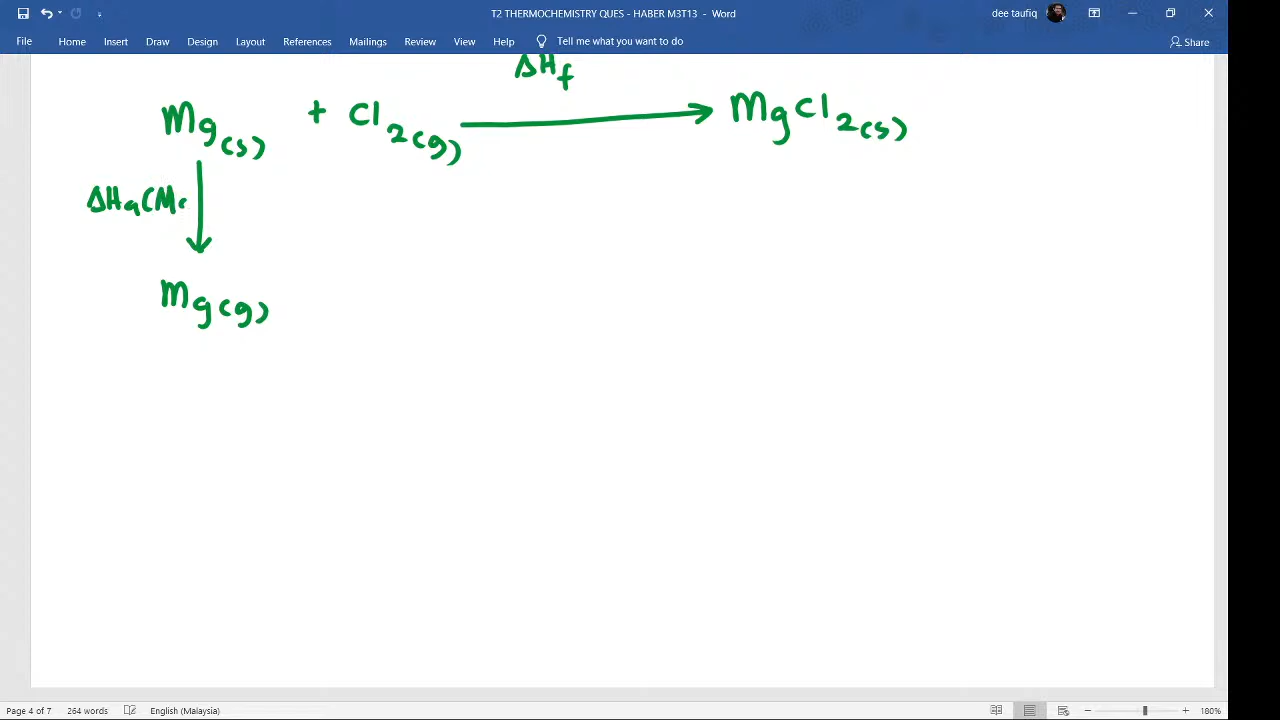 T2 THERMOCHEMISTRY QUES - HABER M3T13 - Word
dee taufiq
File Home Insert Draw Design Layout References Mailings Review View Help Tell me what you want to do
Share
ΔHf
Mg(s) + Cl2(g) → MgCl2(s)
ΔHa(M
Mg(g)
Page 4 of 7 264 words English (Malaysia)
180%